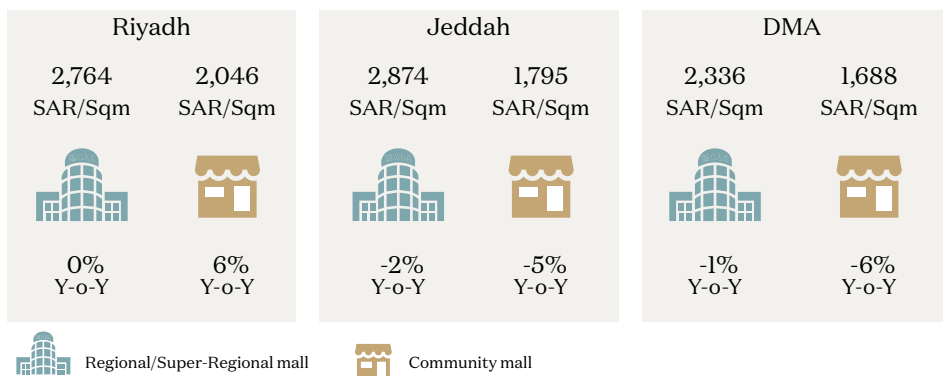 Riyadh
2,764
SAR/Sqm
2,046
SAR/Sqm
0%
Y-o-Y
6%
Y-o-Y
Jeddah
2,874
SAR/Sqm
1,795
SAR/Sqm
-2%
Y-o-Y
-5%
Y-o-Y
DMA
2,336
SAR/Sqm
1,688
SAR/Sqm
-1%
Y-o-Y
-6%
Y-o-Y
Regional/Super-Regional mall
Community mall